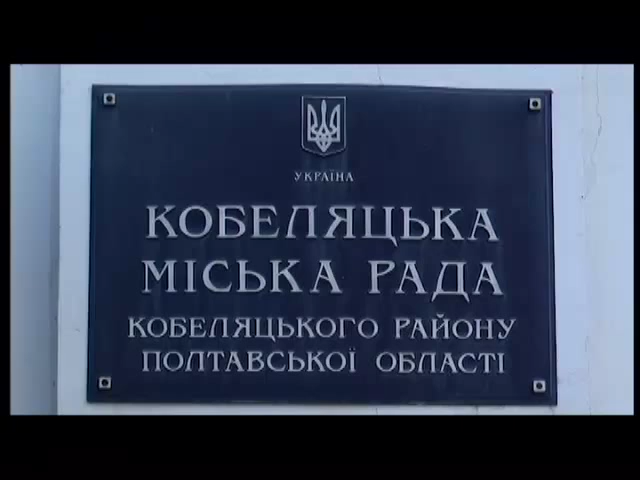 УКРАЇНА
КОБЕЛЯЦЬКА
МІСЬКА РАДА
КОБЕЛЯЦЬКОГО РАЙОНУ
ПОЛТАВСЬКОЇ ОБЛАСТІ